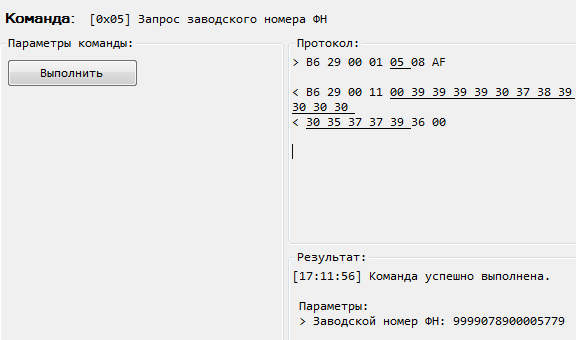 Команда: [0x05] Запрос заводского номера ФН
Параметры команды:
Выполнить
Протокол:
> B6 29 00 01 05 08 AF
< B6 29 00 11 00 39 39 39 39 30 37 38 39
30 30 30
< 30 35 37 37 39 36 00
Результат:
[17:11:56] Команда успешно выполнена.
Параметры:
> Заводской номер ФН: 9999078900005779